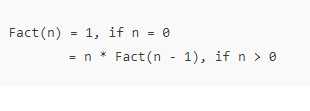 Fact(n) = 1, if n = 0
= n * Fact(n - 1), if n > 0